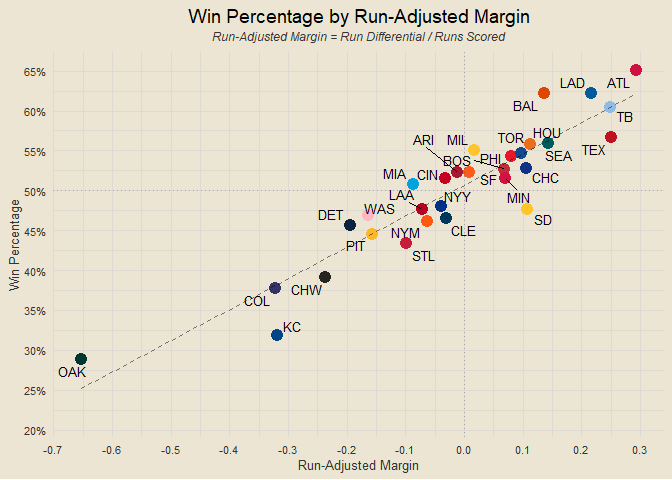 Win Percentage by Run-Adjusted Margin
Run-Adjusted Margin = Run Differential / Runs Scored
65%
60%
55%
50%
45%
40%
35%
30%
25%
20%
Win Percentage
LAD
ATL
BAL
TB
ARI
MIL
TOR
HOU
TEX
BOS
PHI
SEA
MIA
CIN
SF
CHC
LAA
NYY
MIN
WAS
DET
SD
NYM
CLE
PIT
STL
CHW
COL
KC
OAK
-0.7 -0.6 -0.5 -0.4 -0.3 -0.2 -0.1 0.0 0.1 0.2 0.3
Run-Adjusted Margin